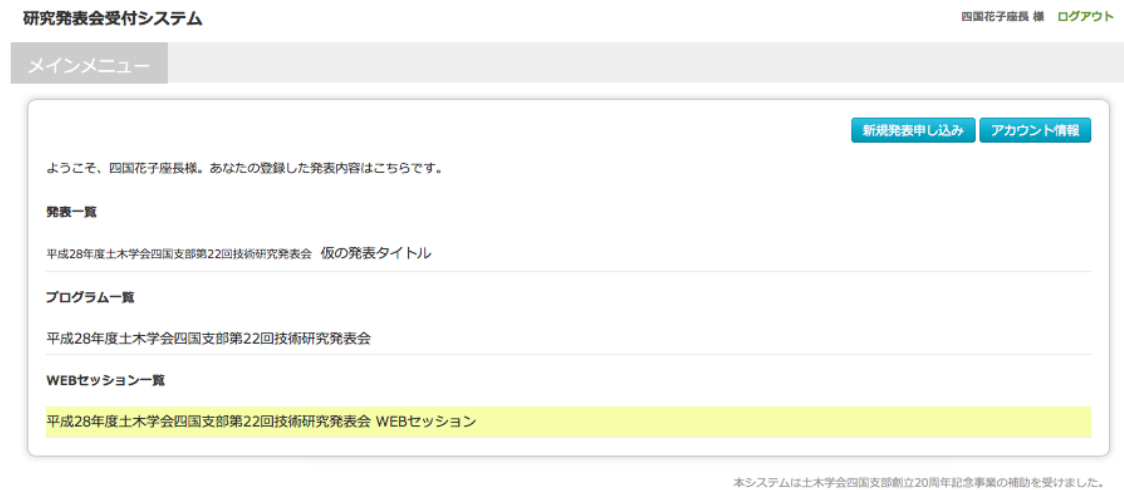 研究発表会受付システム
四国花子座長 様 ログアウト
メインメニュー
新規発表申し込み アカウント情報
ようこそ、四国花子座長様。あなたの登録した発表内容はこちらです。
発表一覧
平成28年度土木学会四国支部第22回技術研究発表会 仮の発表タイトル
プログラム一覧
平成28年度土木学会四国支部第22回技術研究発表会
WEBセッション一覧
平成28年度土木学会四国支部第22回技術研究発表会 WEBセッション
本システムは土木学会四国支部創立20周年記念事業の補助を受けました。